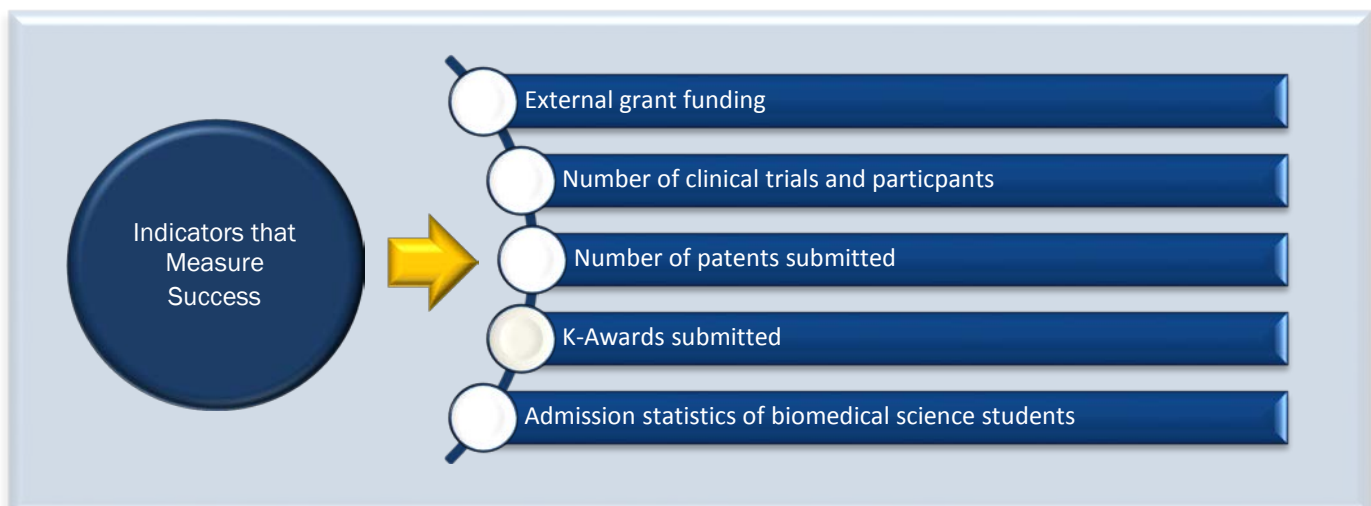 Indicators that
Measure
Success
External grant funding
Number of clinical trials and particpants
Number of patents submitted
K-Awards submitted
Admission statistics of biomedical science students